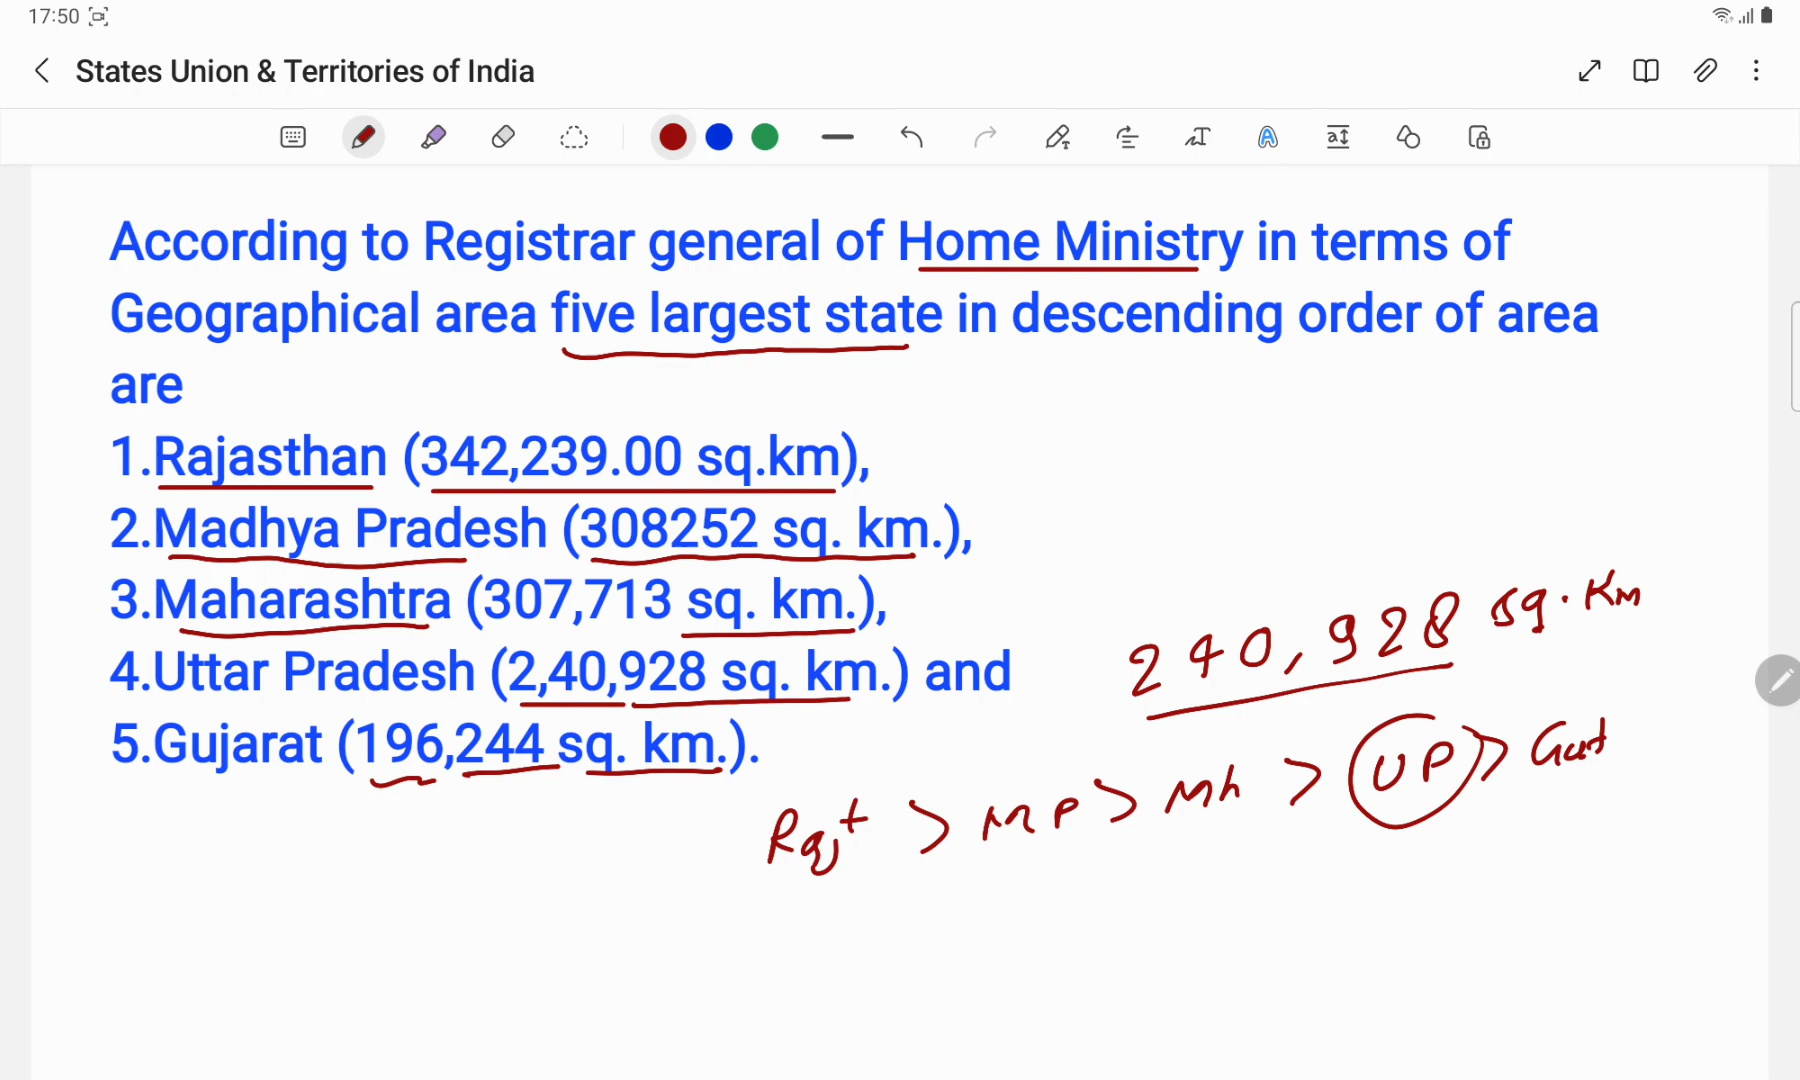 17:50
States Union & Territories of India
According to Registrar general of Home Ministry in terms of
Geographical area five largest state in descending order of area
are
1.Rajasthan (342,239.00 sq.km),
2.Madhya Pradesh (308252 sq. km.),
3.Maharashtra (307,713 sq. km.),
4.Uttar Pradesh (2,40,928 sq. km.) and
5.Gujarat (196,244 sq. km.).
240,928 sq. Km
Rajt > MP > Mh > UP >